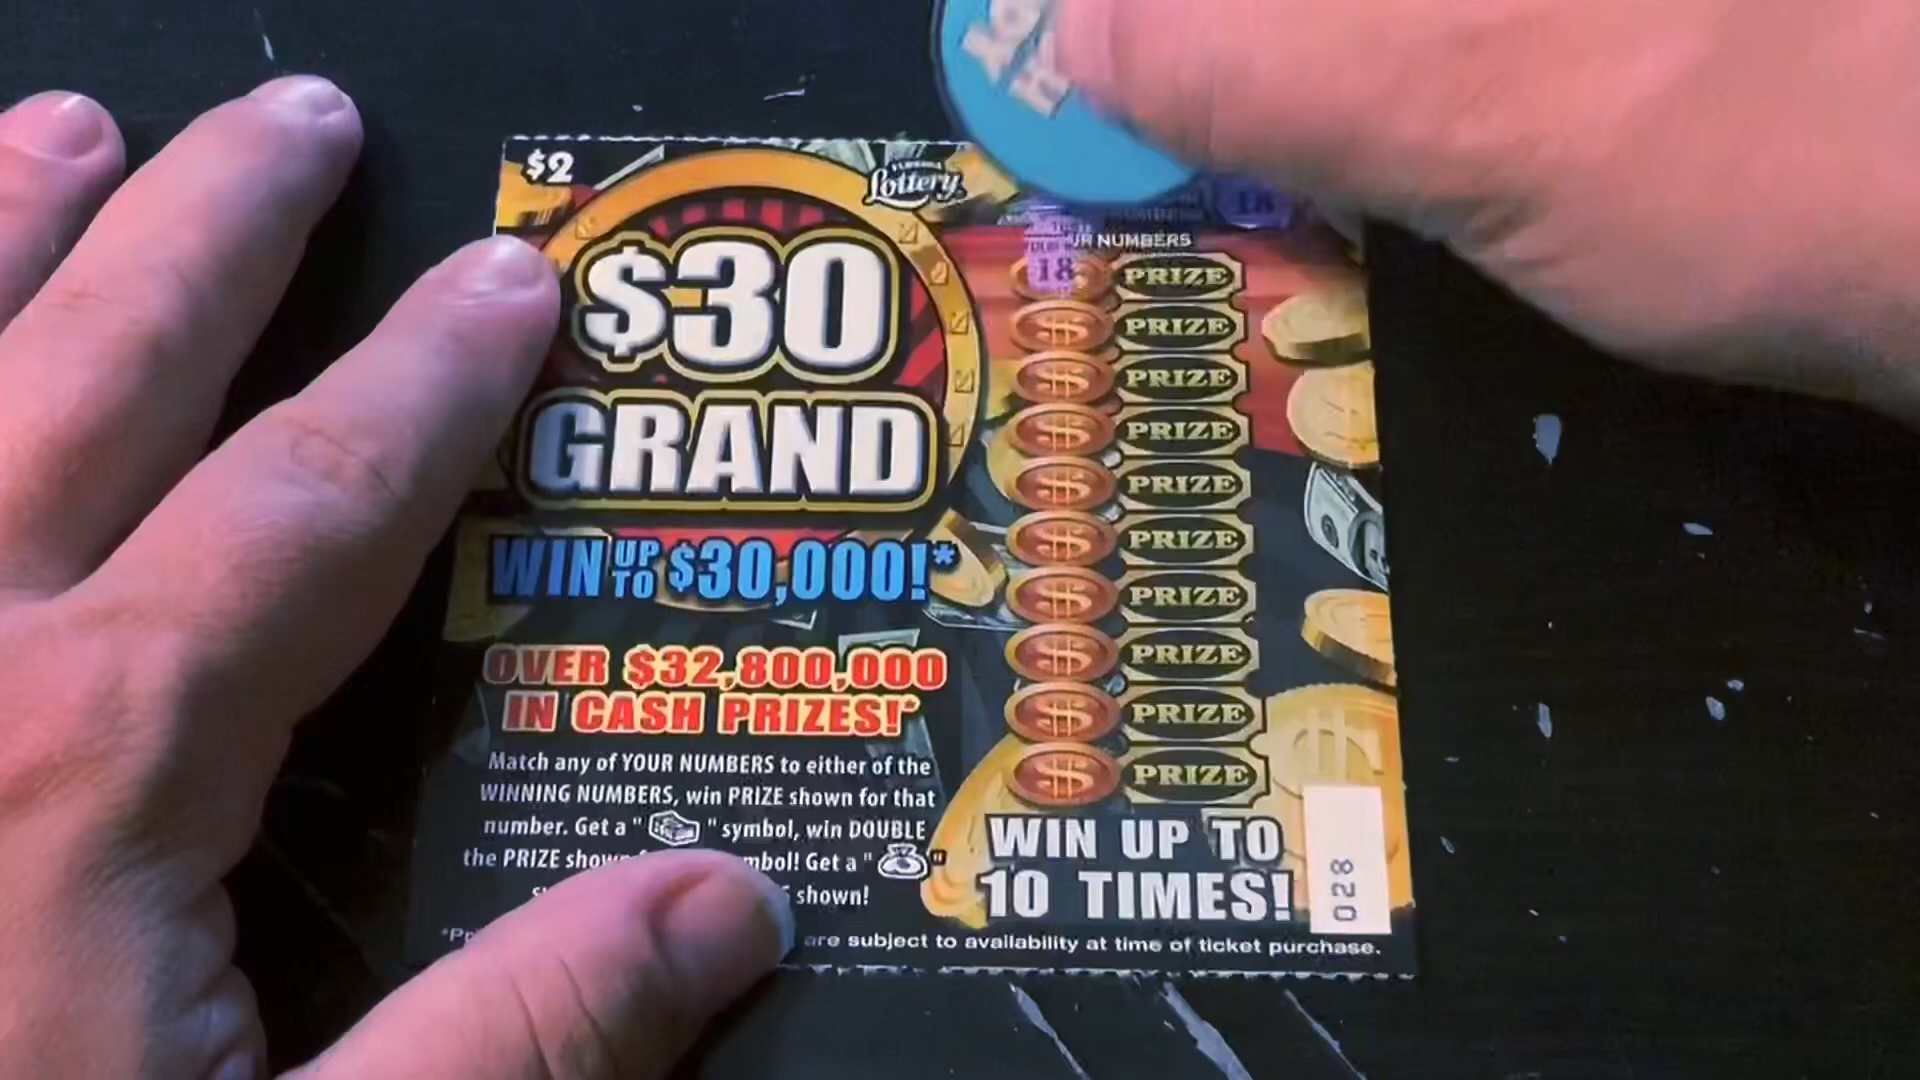 $2
Lottery
18
UR NUMBERS
18
PRIZE
PRIZE
PRIZE
PRIZE
PRIZE
PRIZE
PRIZE
PRIZE
PRIZE
PRIZE
$30
GRAND
WIN UP TO $30,000!*
OVER $32,800,000
IN CASH PRIZES!*
Match any of YOUR NUMBERS to either of the
WINNING NUMBERS, win PRIZE shown for that
number. Get a " " symbol, win DOUBLE
the PRIZE mbol! Get a " "
shown!
WIN UP TO
10 TIMES!
028
are subject to availability at time of ticket purchase.